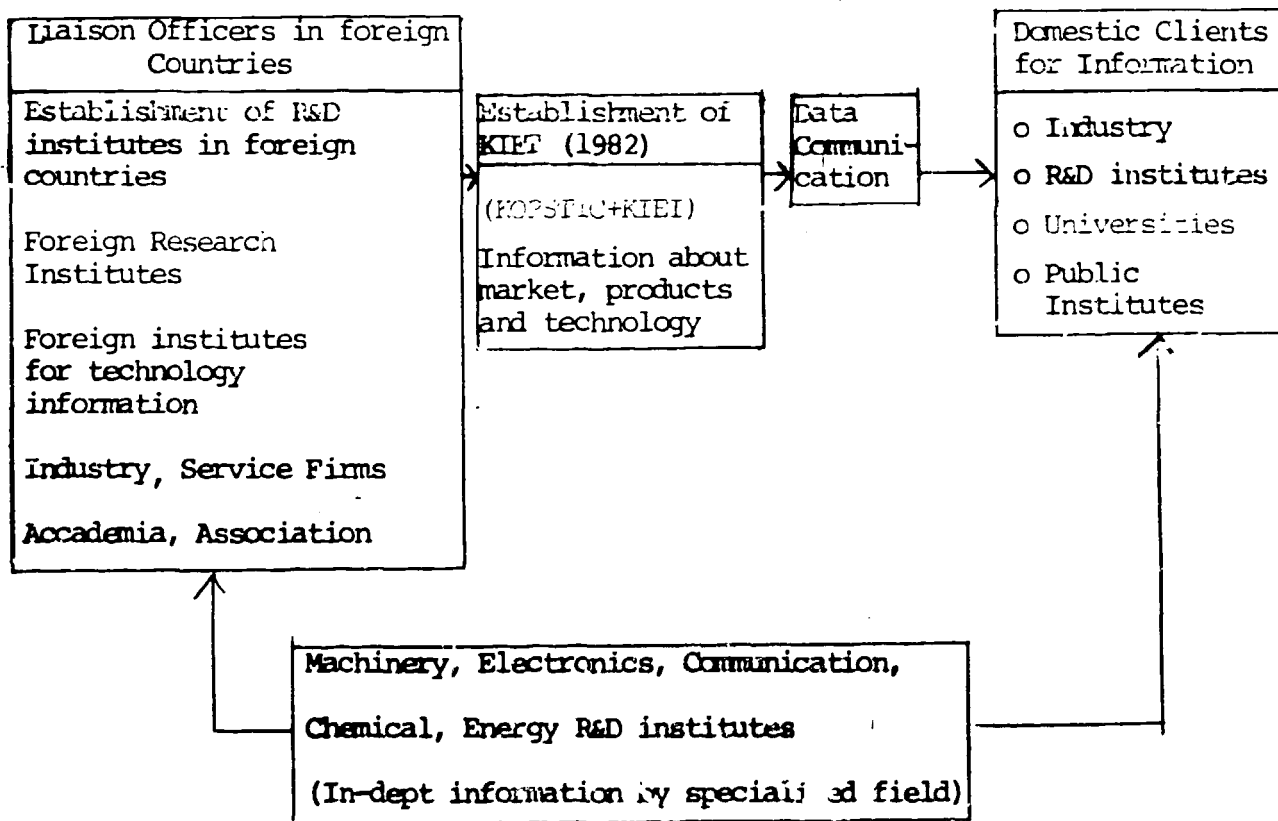 Liaison Officers in foreign
Countries
Establishment of R&D
institutes in foreign
countries
Foreign Research
Institutes
Foreign institutes
for technology
information
Industry, Service Firms
Accademia, Association
Establishment of
KIET (1982)
Information about
market, products
and technology
Data
Communi-
cation
Domestic Clients
for Information
o Industry
o R&D institutes
o Universities
o Public
Institutes
Machinery, Electronics, Communication,
Chemical, Energy R&D institutes
(In-dept information by field)